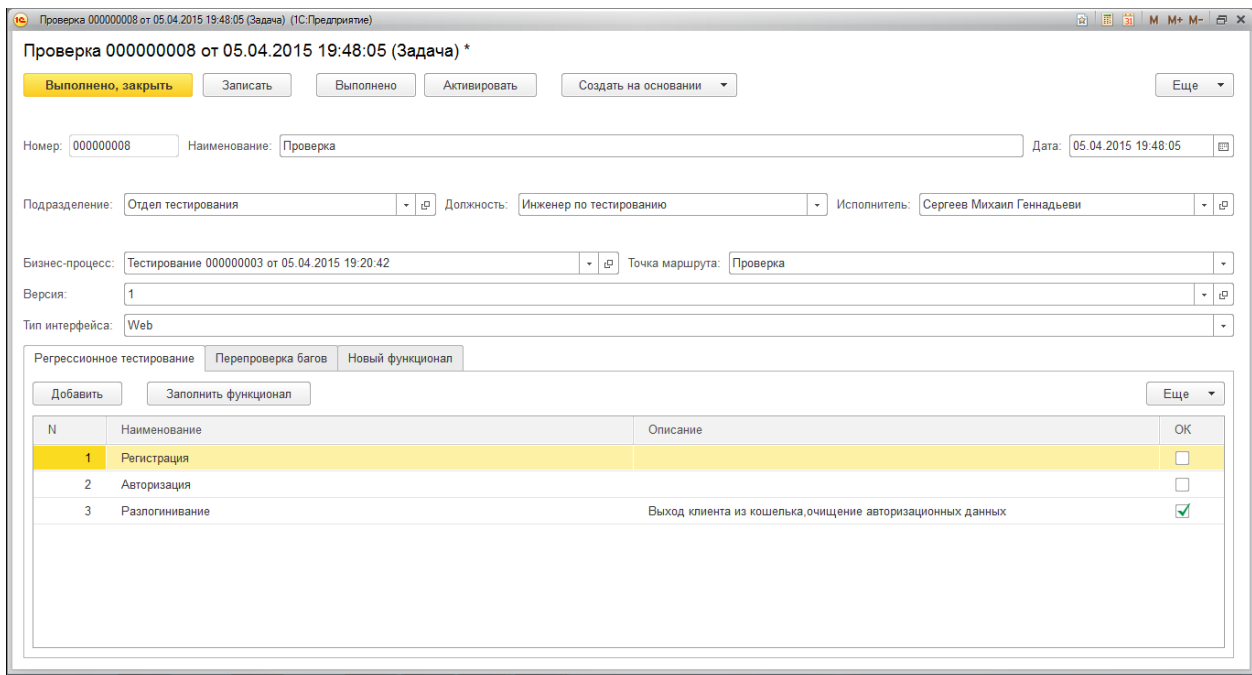 Проверка 000000008 от 05.04.2015 19:48:05 (Задача) (1С:Предприятие) 31 M M+ M-
Проверка 000000008 от 05.04.2015 19:48:05 (Задача) *
Выполнено, закрыть Записать Выполнено Активировать Создать на основании Еще
Номер: 000000008 Наименование: Проверка Дата: 05.04.2015 19:48:05
Подразделение: Отдел тестирования Должность: Инженер по тестированию Исполнитель: Сергеев Михаил Геннадьеви
Бизнес-процесс: Тестирование 000000003 от 05.04.2015 19:20:42 Точка маршрута: Проверка
Версия: 1
Тип интерфейса: Web
Регрессионное тестирование Перепроверка багов Новый функционал
Добавить Заполнить функционал Еще
N Наименование Описание ОК
1 Регистрация
2 Авторизация
3 Разлогинивание Выход клиента из кошелька,очищение авторизационных данных